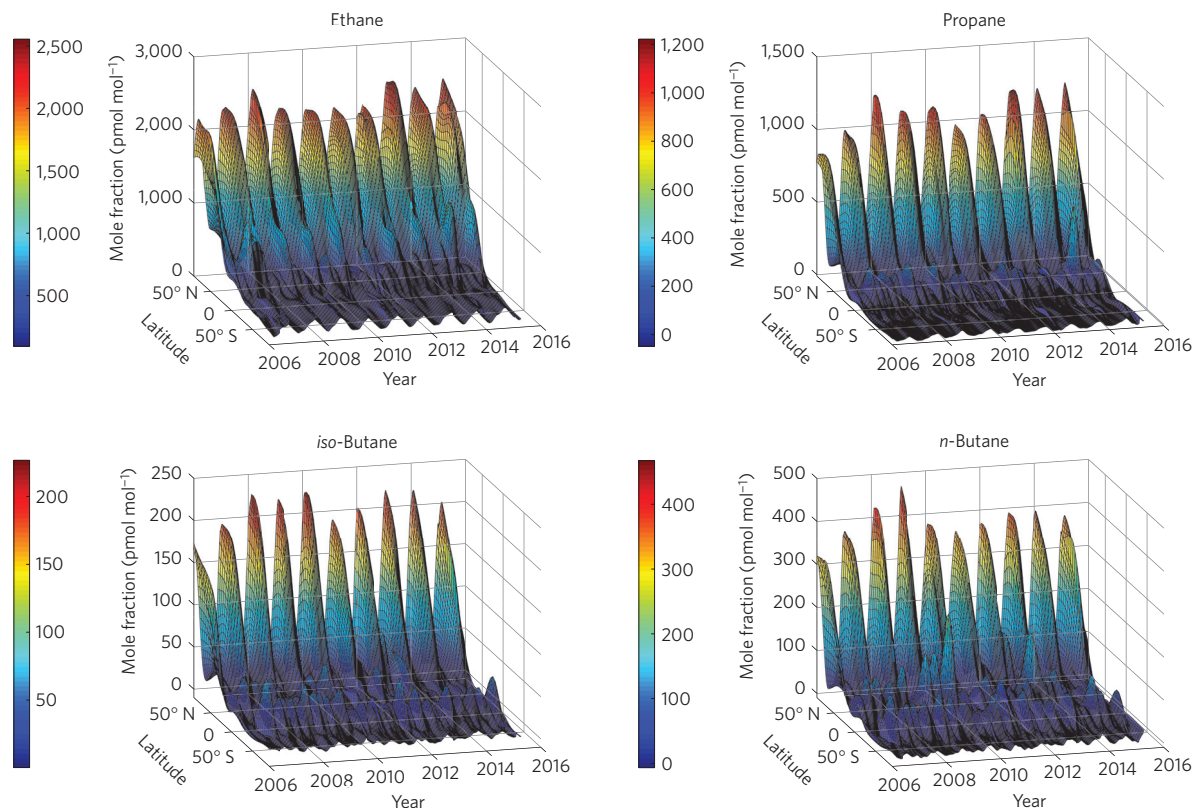 Fthane
2,500
2,000
1,500
1,000
500
Mole fraction (pmol mol⁻¹)
3,000
2,000
1,000
0
50° N
0
50° S
Latitude
2006
2008
2010
2012
2014
2016
Year
Propane
1,200
1,000
800
600
400
200
0
Mole fraction (pmol mol⁻¹)
1,500
1,000
500
0
50° N
0
50° S
Latitude
2006
2008
2010
2012
2014
2016
Year
iso-Butane
200
150
100
50
Mole fraction (pmol mol⁻¹)
250
200
150
100
50
0
50° N
0
50° S
Latitude
2006
2008
2010
2012
2014
2016
Year
n-Butane
400
300
200
100
0
Mole fraction (pmol mol⁻¹)
500
400
300
200
100
0
50° N
0
50° S
Latitude
2006
2008
2010
2012
2014
2016
Year